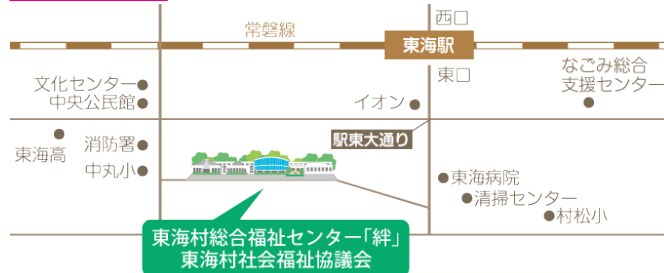 西口
常磐線
東海駅
東口
なごみ総合
支援センター
文化センター
中央公民館
イオン
駅東大通り
東海高
消防署
中丸小
東海病院
清掃センター
村松小
東海村総合福祉センター「絆」
東海村社会福祉協議会